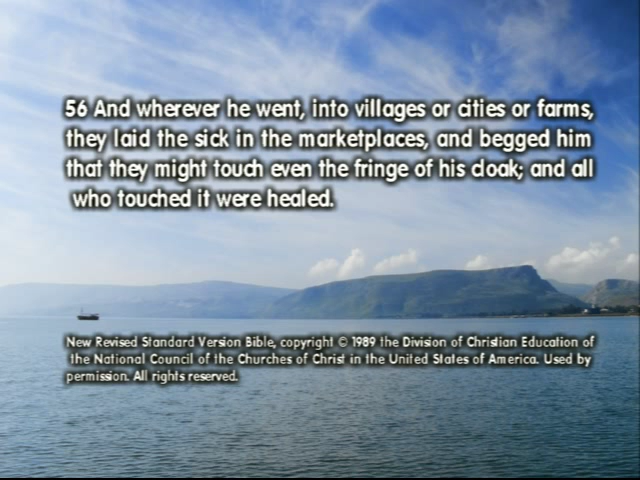 56 And wherever he went, into villages or cities or farms,
they laid the sick in the marketplaces, and begged him
that they might touch even the fringe of his cloak; and all
who touched it were healed.
New Revised Standard Version Bible, copyright © 1989 the Division of Christian Education of
the National Council of the Churches of Christ in the United States of America. Used by
permission. All rights reserved.